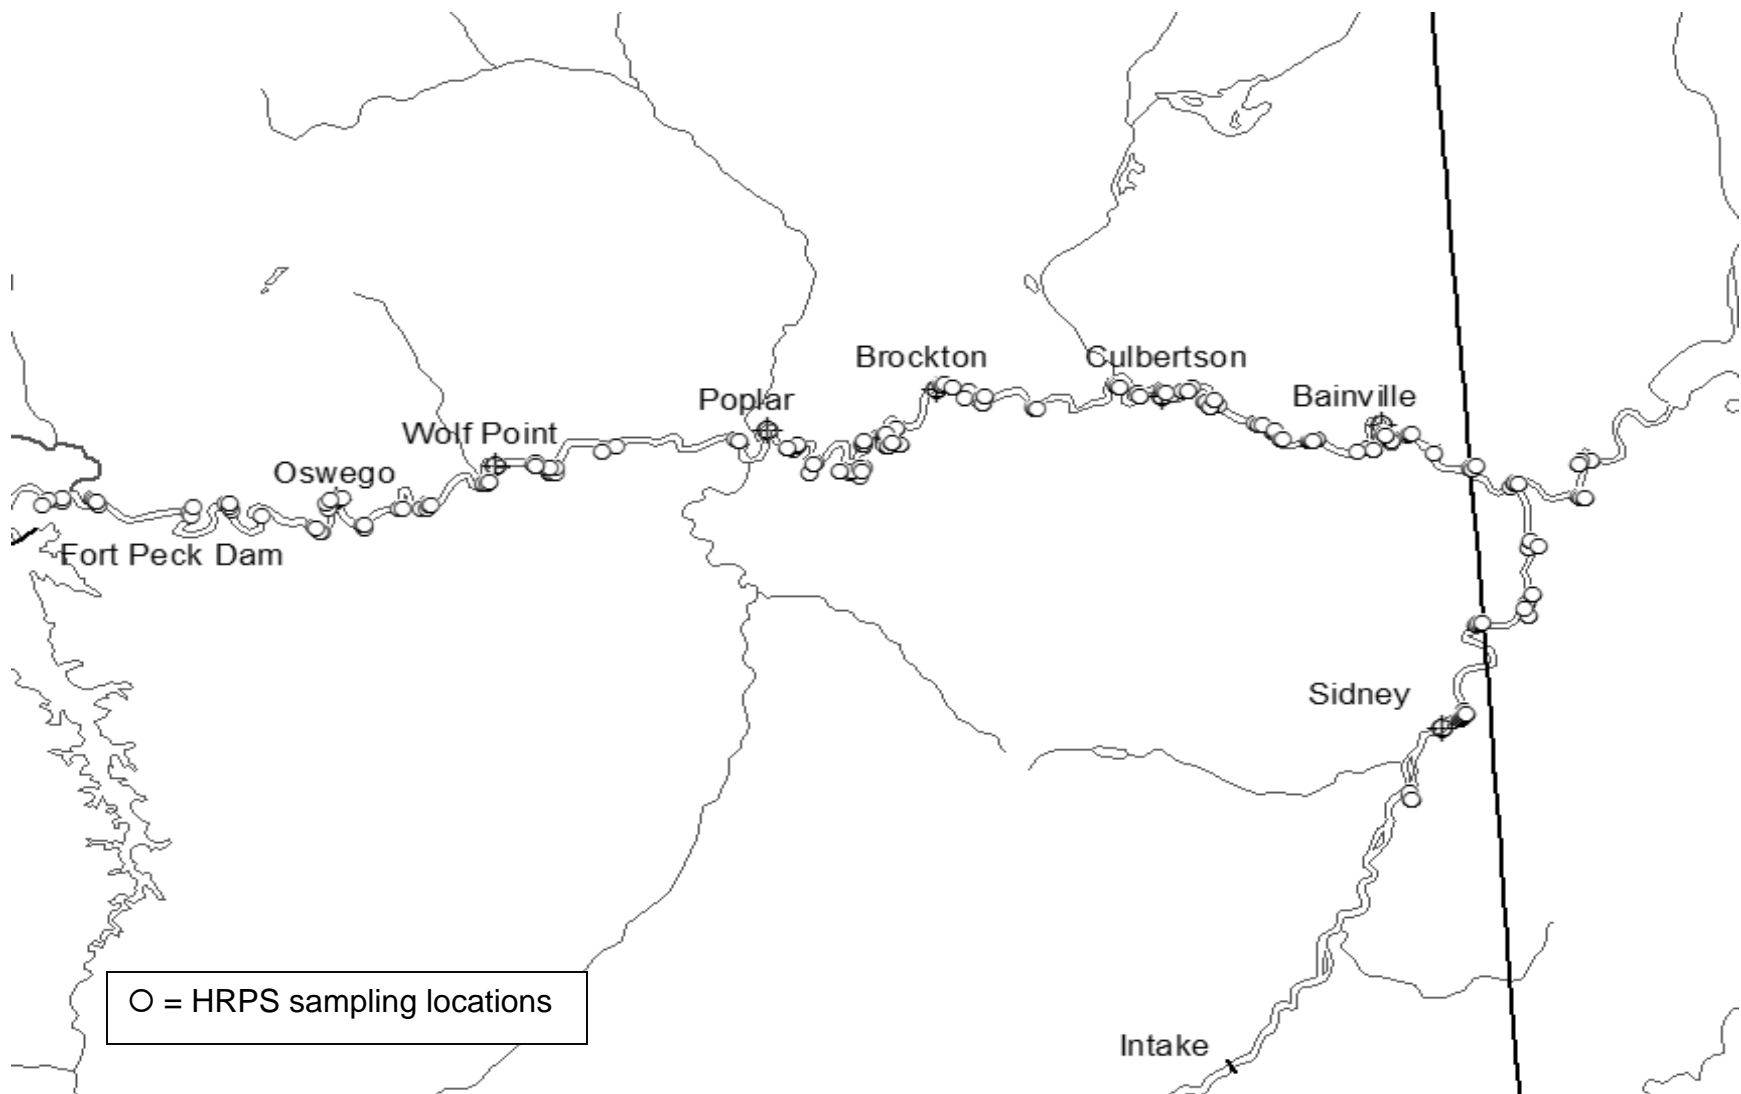 Brockton
Culbertson
Poplar
Bainville
Wolf Point
Oswego
Fort Peck Dam
Sidney
O = HRPS sampling locations
Intake